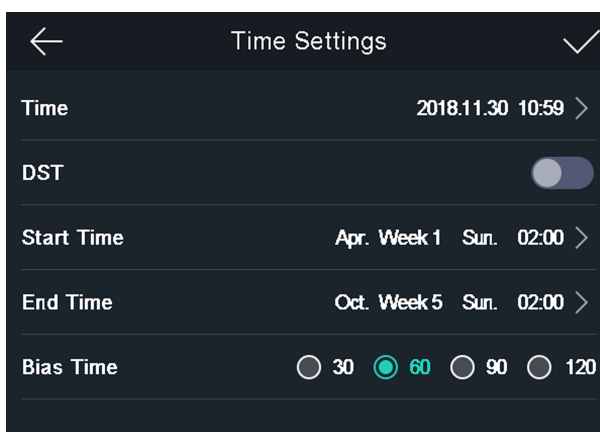 Time Settings
Time 2018.11.30 10:59
DST
Start Time Apr. Week 1 Sun. 02:00
End Time Oct. Week 5 Sun. 02:00
Bias Time 30 60 90 120